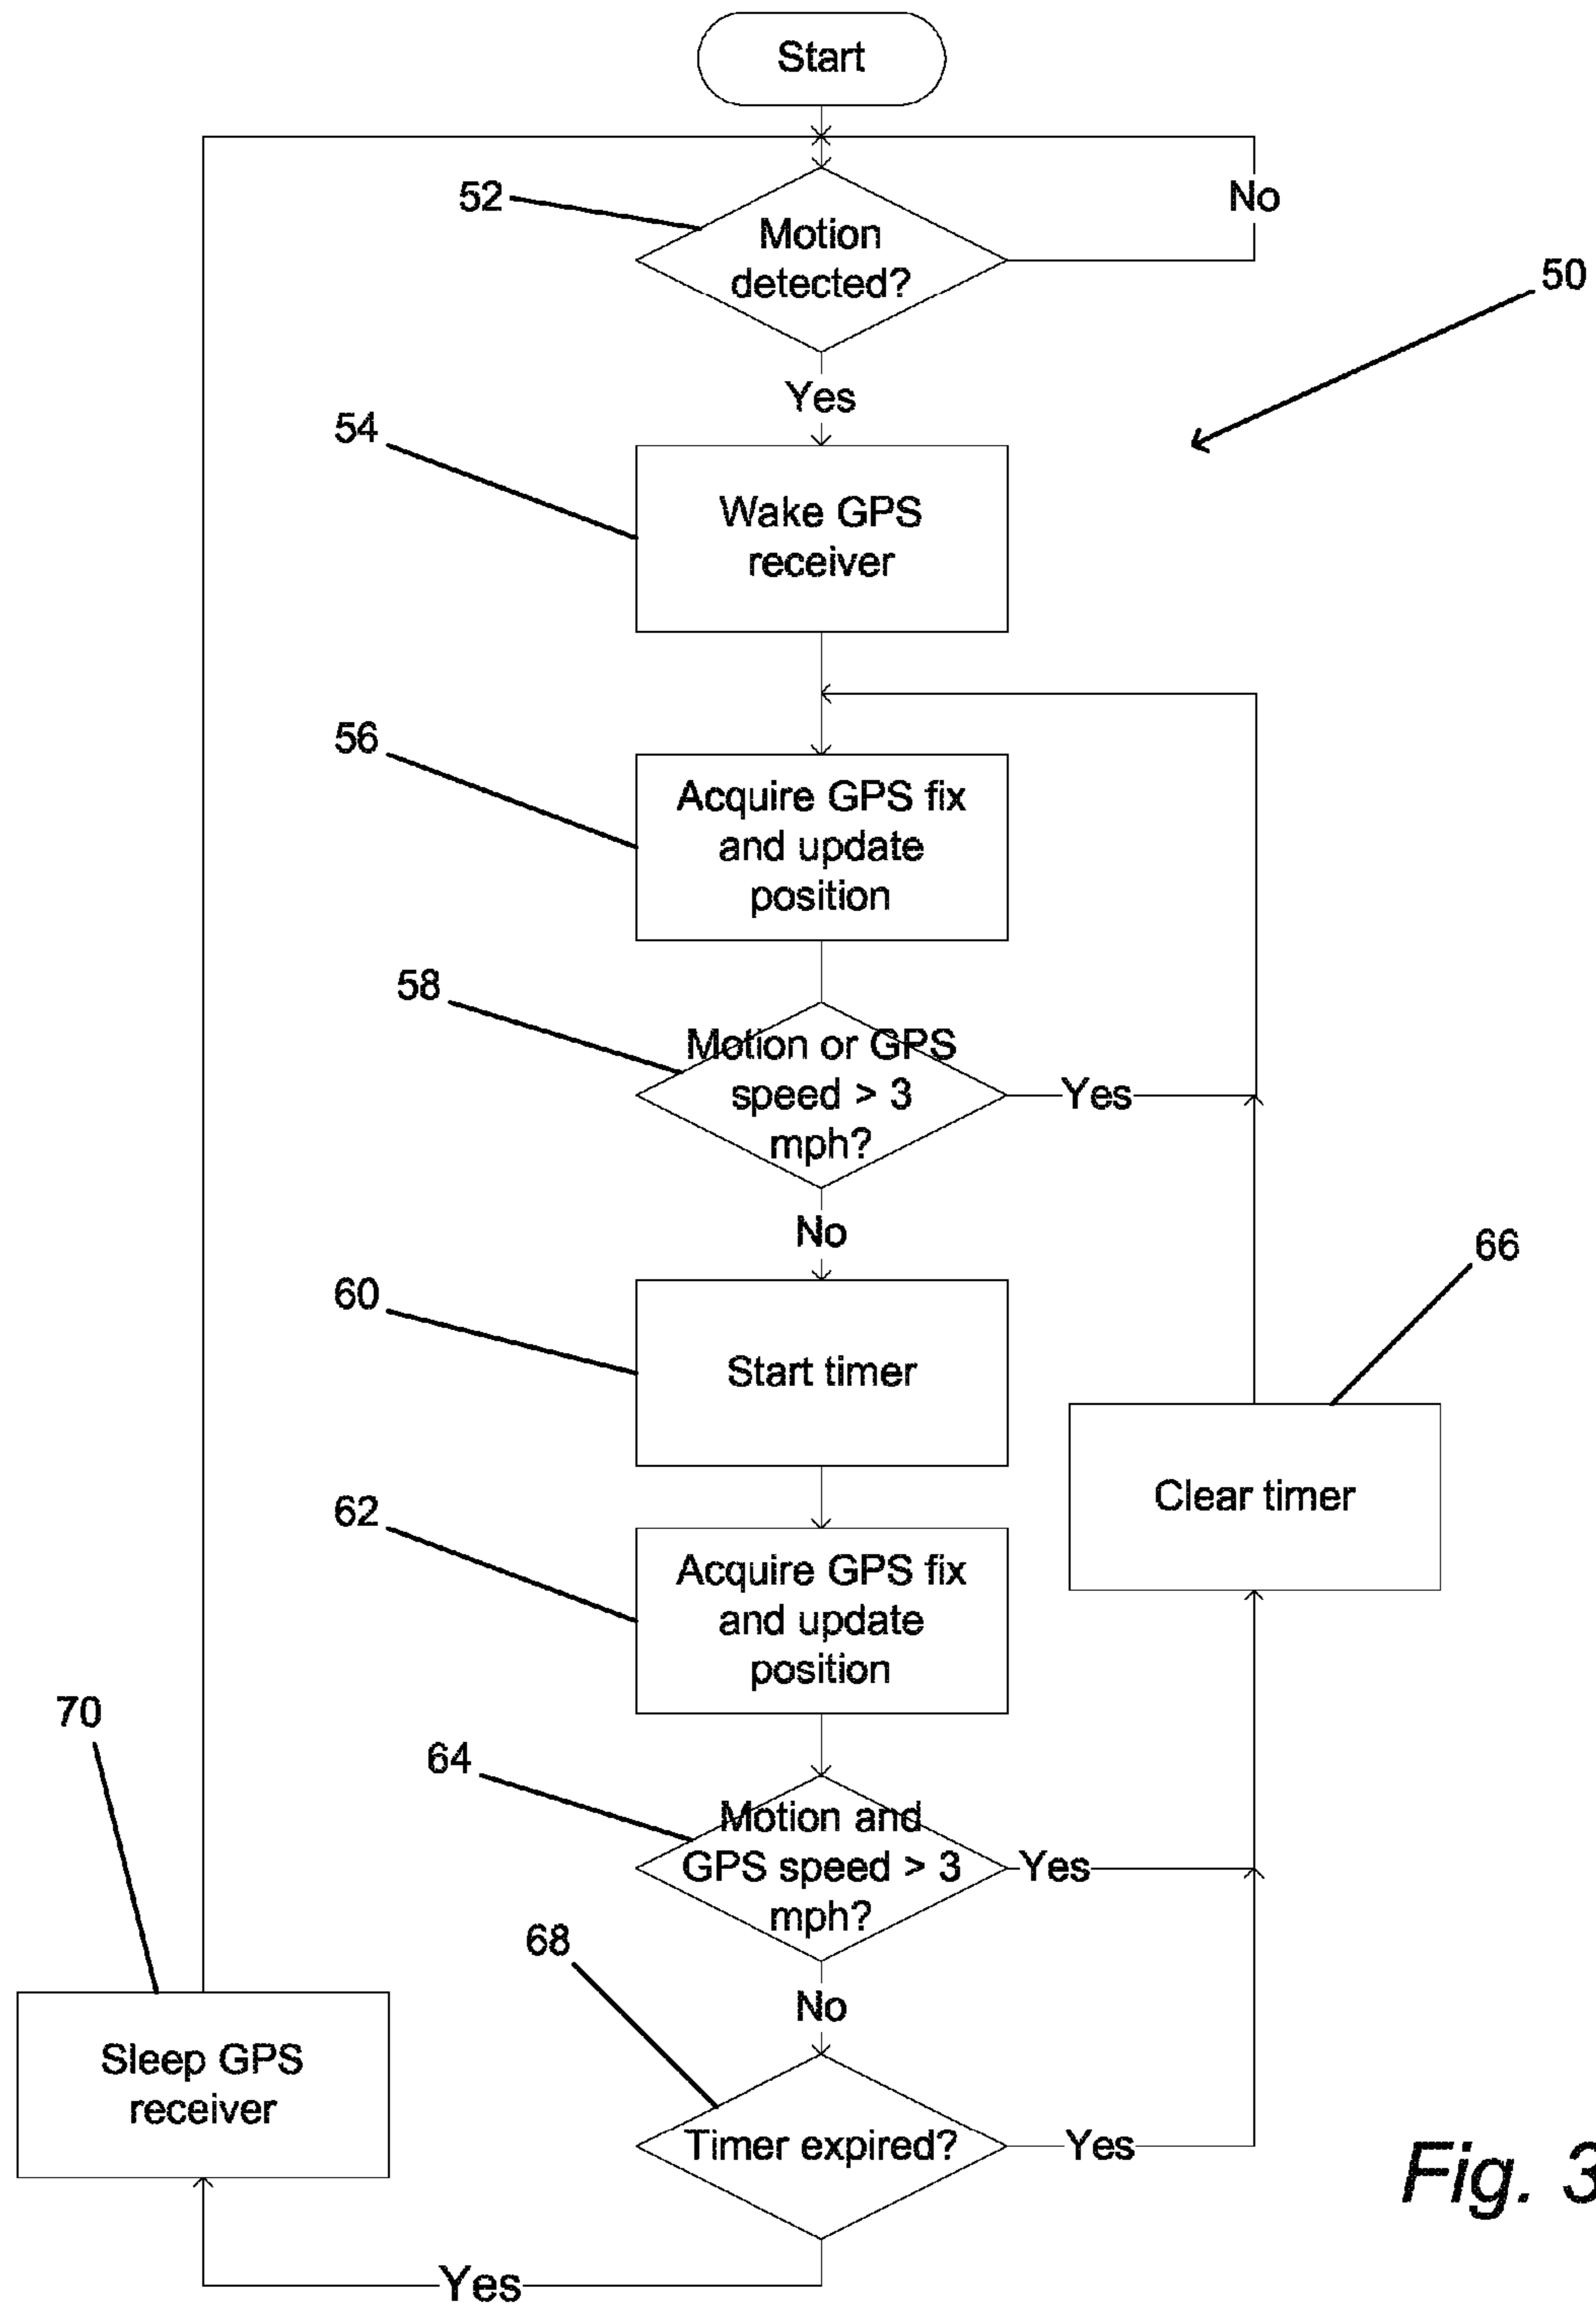 Start
52
Motion
detected?
No
50
Yes
54
Wake GPS
receiver
56
Acquire GPS fix
and update
position
58
Motion or GPS
speed > 3
mph?
Yes
No
60
Start timer
66
Clear timer
62
Acquire GPS fix
and update
position
70
64
Motion and
GPS speed > 3
mph?
Yes
68
No
Sleep GPS
receiver
Timer expired?
Yes
Yes
Fig. 3